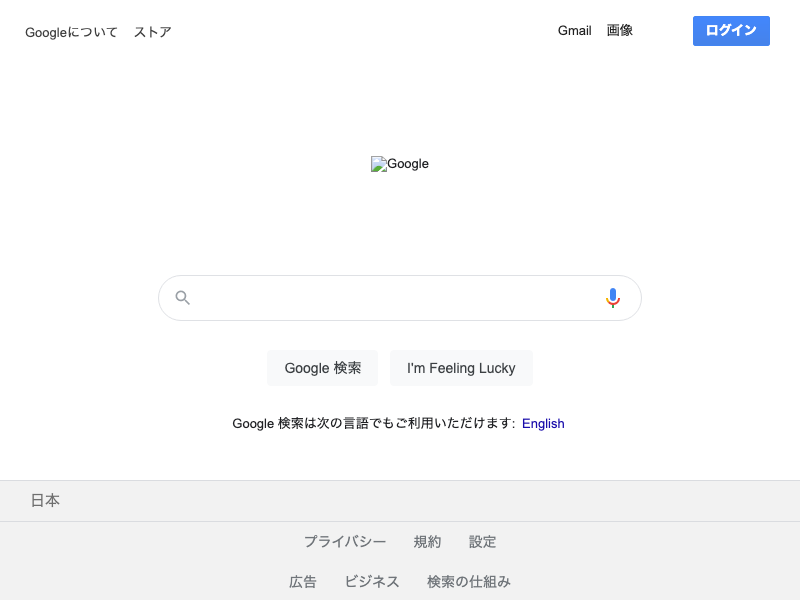 Googleについて ストア Gmail 画像 ログイン
Google
Google 検索 I'm Feeling Lucky
Google 検索は次の言語でもご利用いただけます: English
日本
プライバシー 規約 設定
広告 ビジネス 検索の仕組み